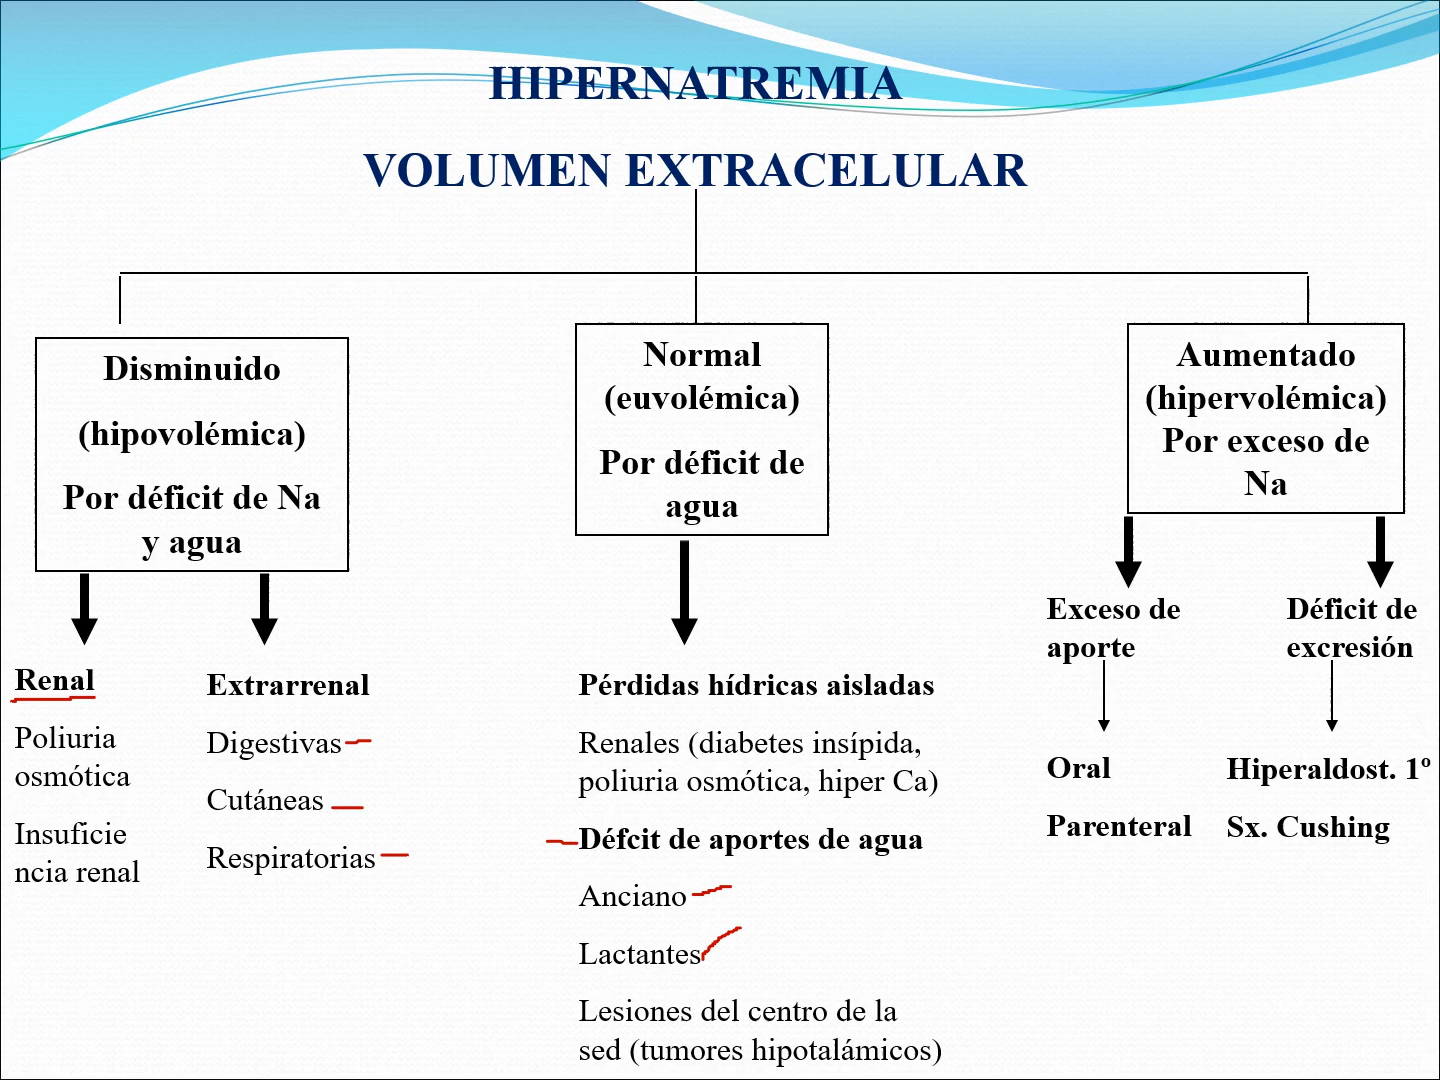 HIPERNATREMIA
VOLUMEN EXTRACELULAR
Disminuido
(hipovolémica)
Por déficit de Na
y agua
Normal
(euvolémica)
Por déficit de
agua
Aumentado
(hipervolémica)
Por exceso de
Na
Renal
Poliuria
osmótica
Insuficie
ncia renal
Extrarrenal
Digestivas
Cutáneas
Respiratorias
Pérdidas hídricas aisladas
Renales (diabetes insípida,
poliuria osmótica, hiper Ca)
Défcit de aportes de agua
Anciano
Lactantes
Lesiones del centro de la
sed (tumores hipotalámicos)
Exceso de
aporte
Oral
Parenteral
Déficit de
excresión
Hiperaldost. 1º
Sx. Cushing